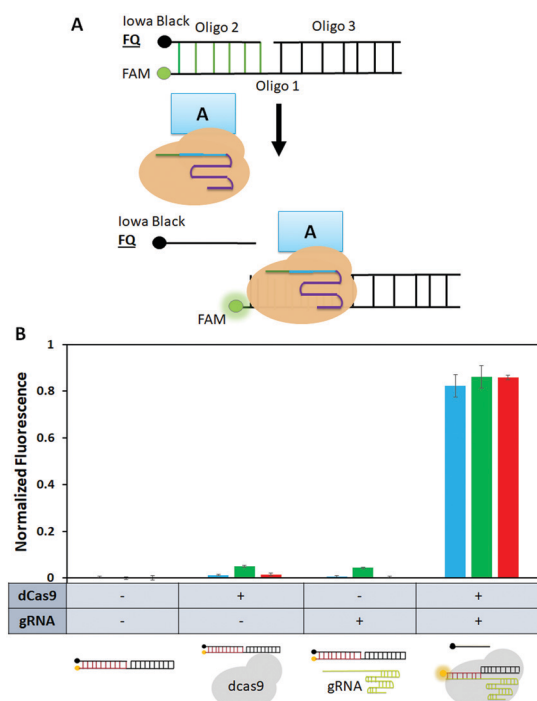 A
Iowa Black
FQ
Oligo 2
Oligo 3
FAM
Oligo 1
A
Iowa Black
FQ
A
FAM
B
Normalized Fluorescence
1
0.8
0.6
0.4
0.2
0
dCas9 - + - +
gRNA - - + +
dcas9
gRNA